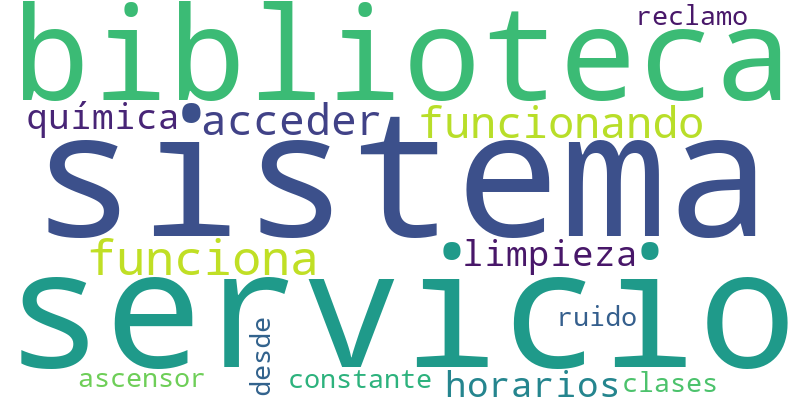 reclamo
biblioteca
química acceder funcionando
sistema
funciona limpieza
servicio
desde ruido
ascensor constante horarios clases